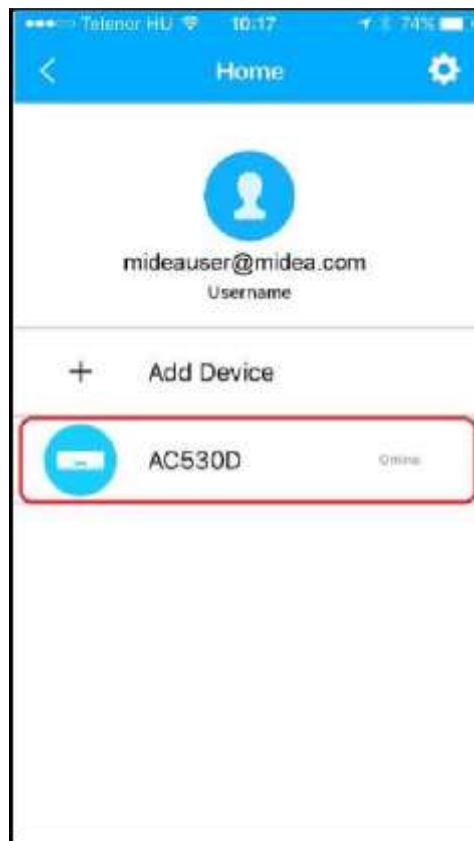 Telenor HU 10:17 74%
Home
mideauser@midea.com
Username
+ Add Device
AC530D Online